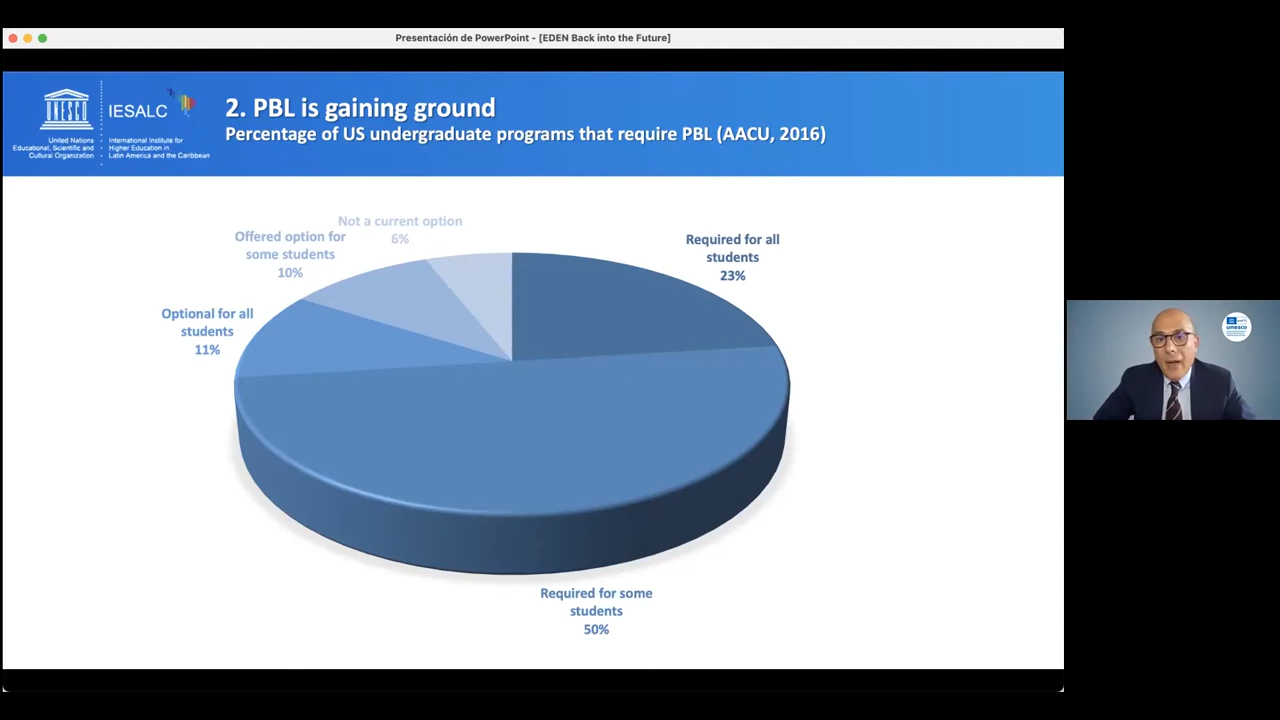 Presentación de PowerPoint - [EDEN Back into the Future]
UNESCO
United Nations
Educational, Scientific and
Cultural Organization
IESALC
International Institute for
Higher Education in
Latin America and the Caribbean
2. PBL is gaining ground
Percentage of US undergraduate programs that require PBL (AACU, 2016)
Not a current option
6%
Offered option for
some students
10%
Required for all
students
23%
Optional for all
students
11%
Required for some
students
50%
unesco